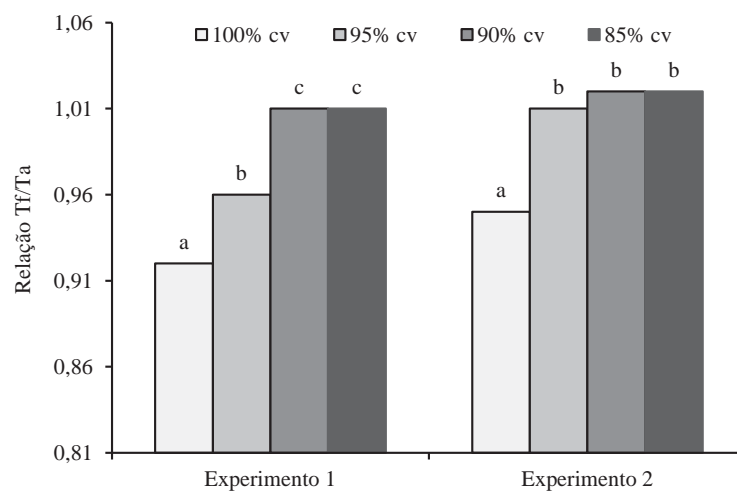 1,06
100% cv 95% cv 90% cv 85% cv
c c b b b
1,01
b a
0,96
a
0,91
0,86
0,81
Relação Tf/Ta
Experimento 1 Experimento 2